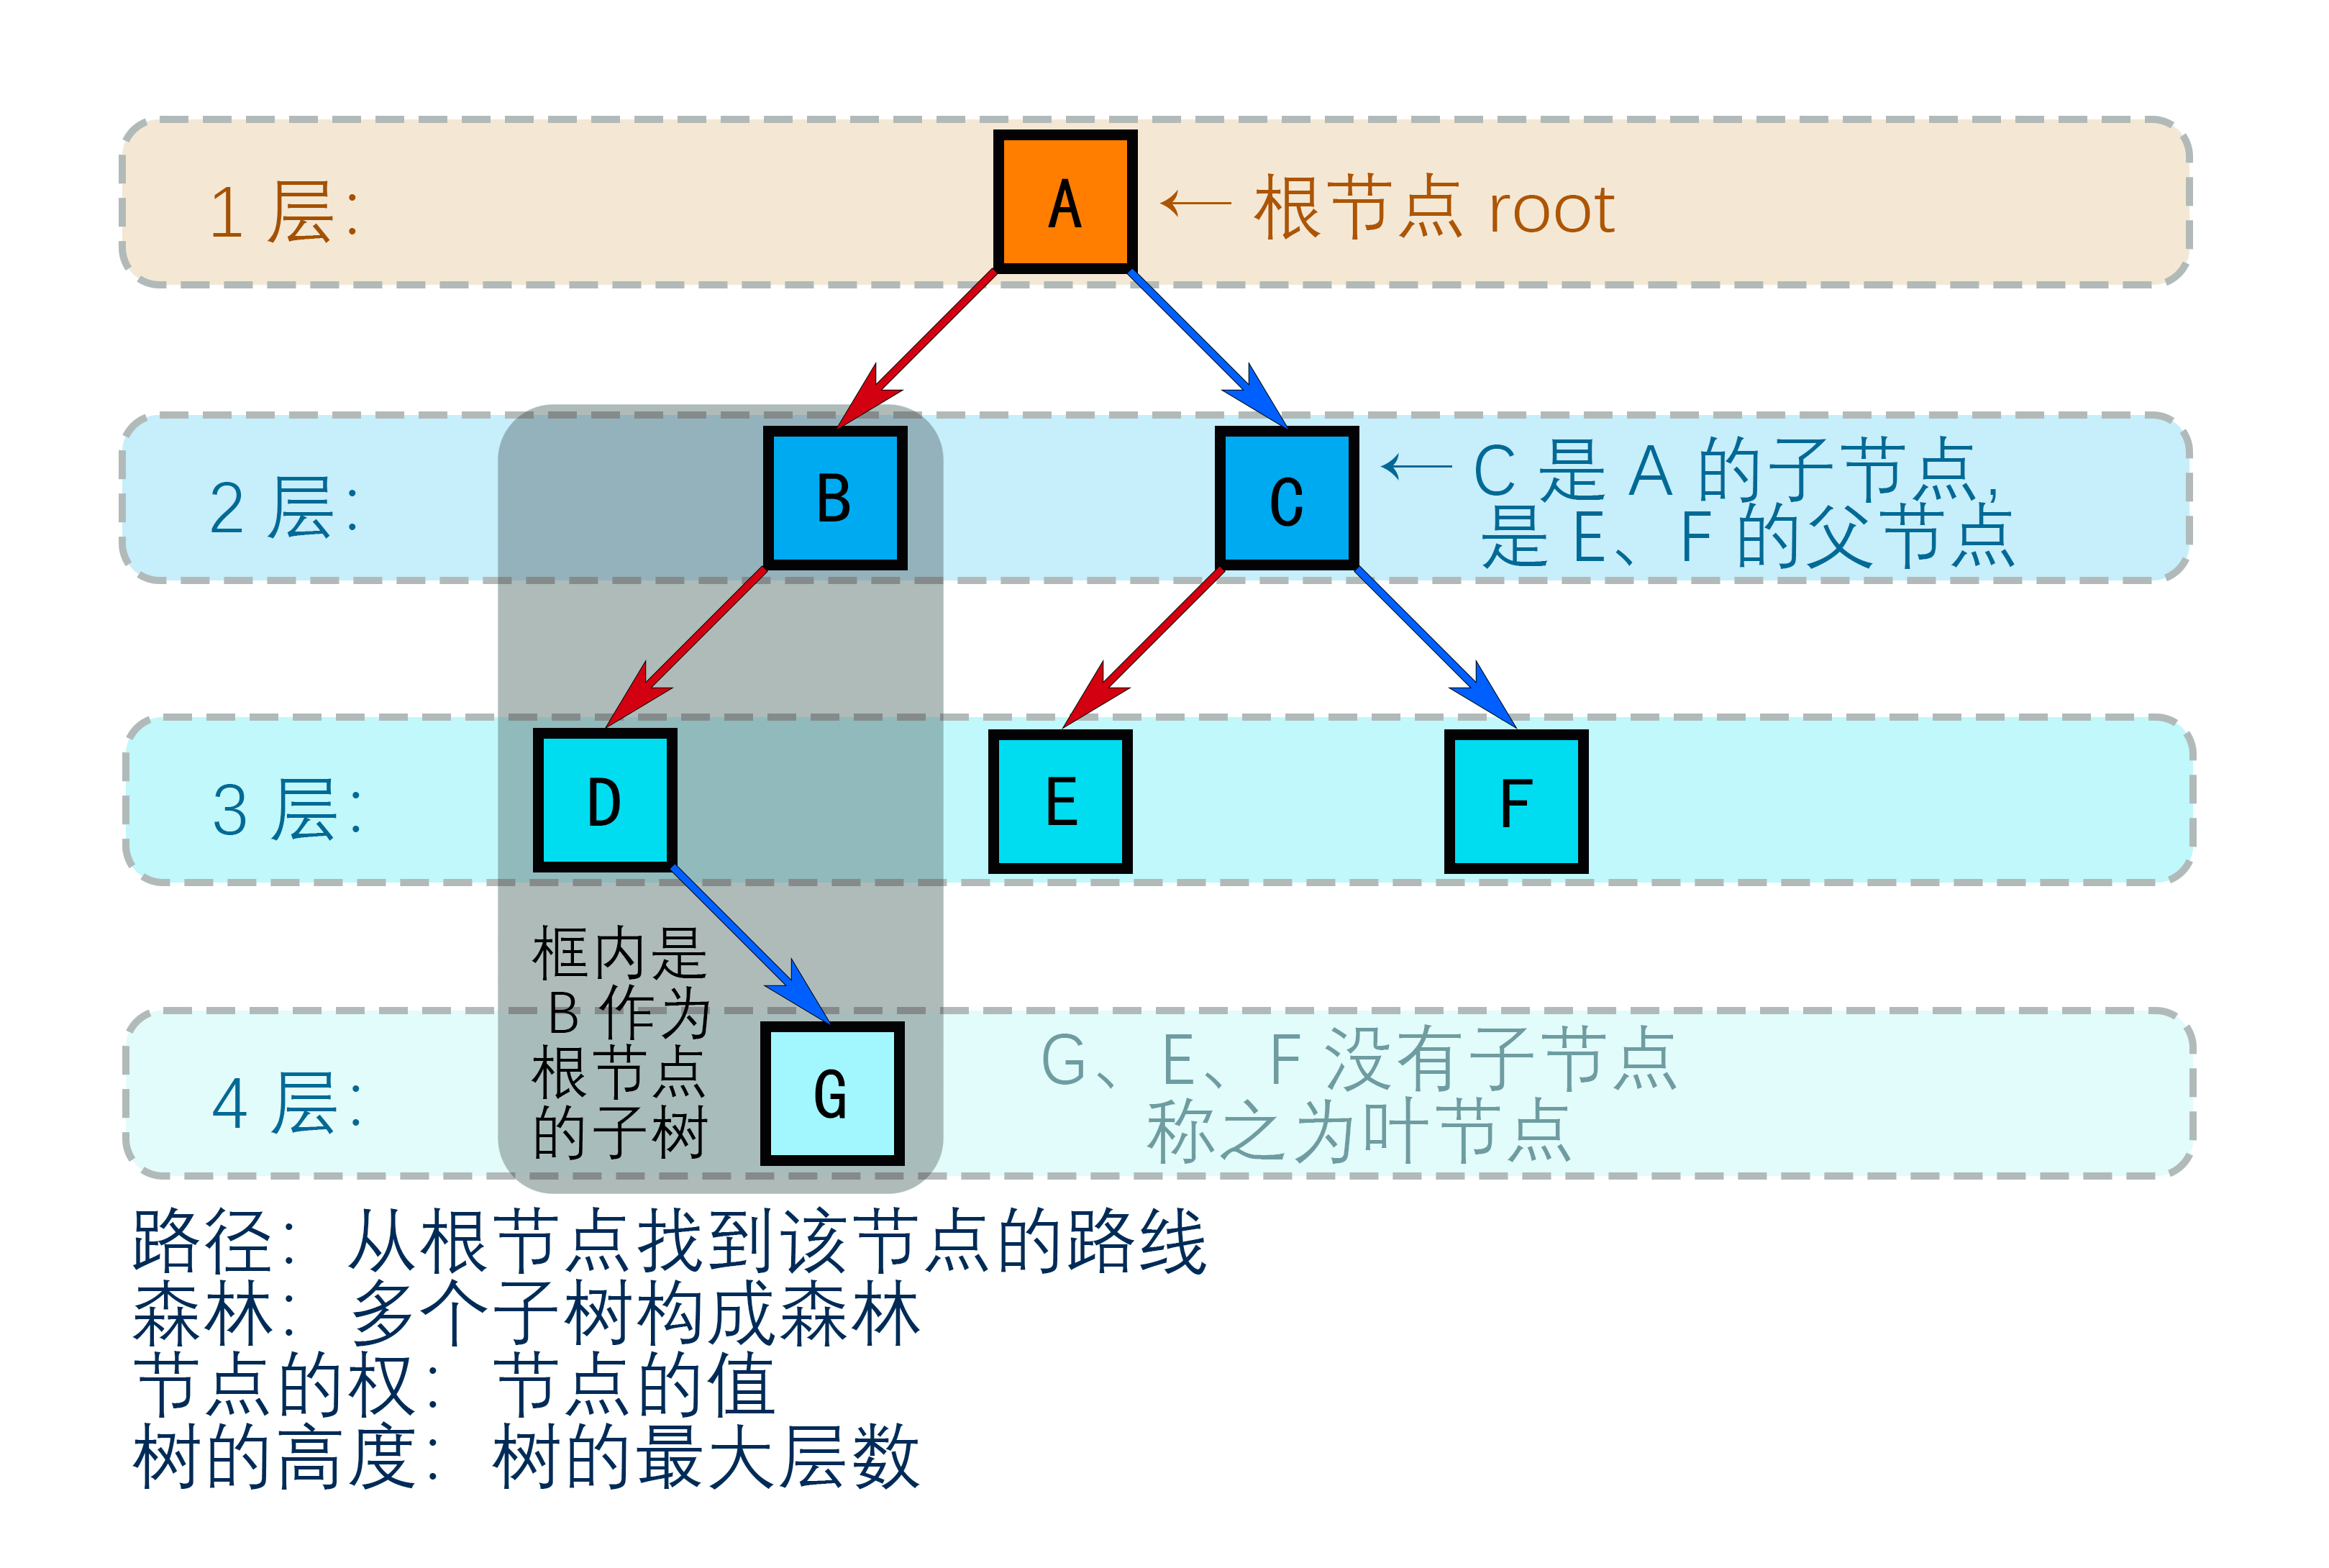 1 层：
A
← 根节点 root
2 层：
B
C
← C 是 A 的子节点，
是 E、F 的父节点
3 层：
D
E
F
框内是
B 作为
根节点
的子树
4 层：
G
G、E、F 没有子节点
称之为叶节点
路径：从根节点找到该节点的路线
森林：多个子树构成森林
节点的权：节点的值
树的高度：树的最大层数